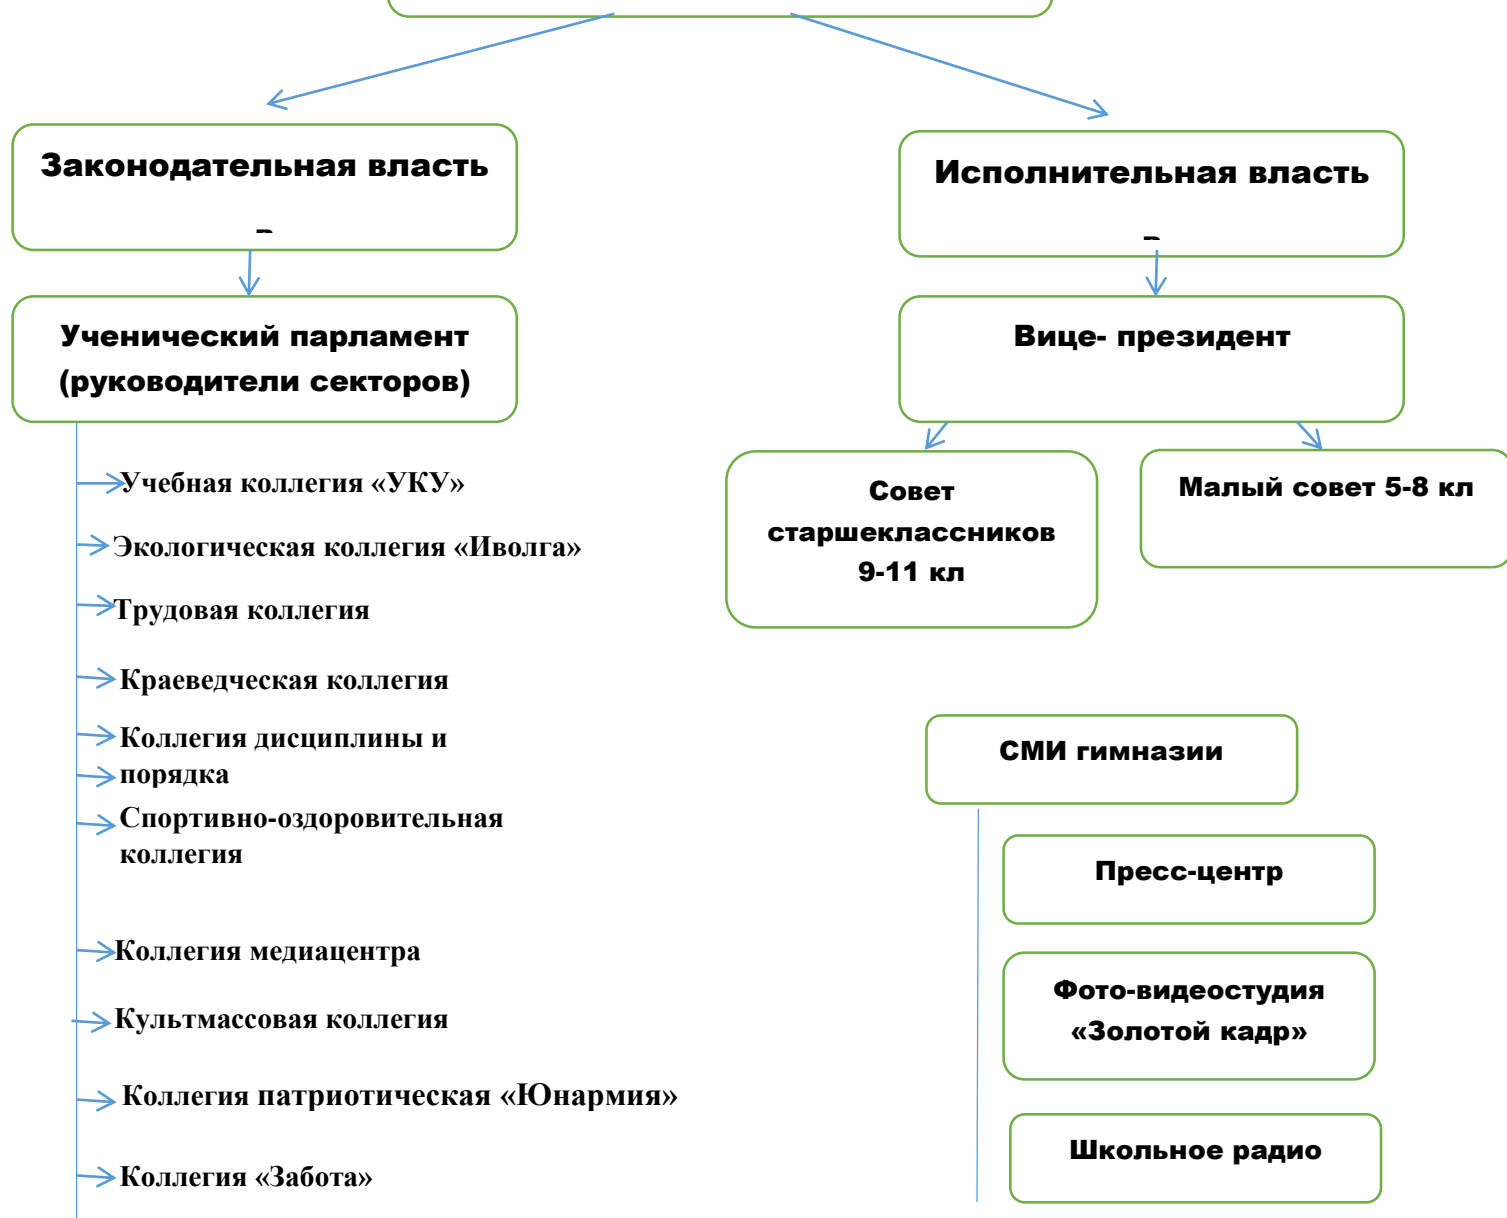 Законодательная власть
Исполнительная власть
Ученический парламент
(руководители секторов)
Вице- президент
Учебная коллегия «УКУ»
Экологическая коллегия «Иволга»
Трудовая коллегия
Краеведческая коллегия
Коллегия дисциплины и
порядка
Спортивно-оздоровительная
коллегия
Коллегия медиацентра
Культмассовая коллегия
Коллегия патриотическая «Юнармия»
Коллегия «Забота»
Совет
старшеклассников
9-11 кл
Малый совет 5-8 кл
СМИ гимназии
Пресс-центр
Фото-видеостудия
«Золотой кадр»
Школьное радио